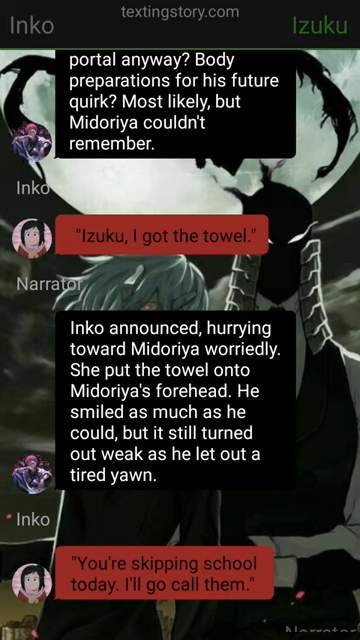 textingstory.com
Inko
Izuku
portal anyway? Body
preparations for his future
quirk? Most likely, but
Midoriya couldn't
remember.
Inko
"Izuku, I got the towel."
Narrator
Inko announced, hurrying
toward Midoriya worriedly.
She put the towel onto
Midoriya's forehead. He
smiled as much as he
could, but it still turned
out weak as he let out a
tired yawn.
Inko
"You're skipping school
today. I'll go call them."
Narrator